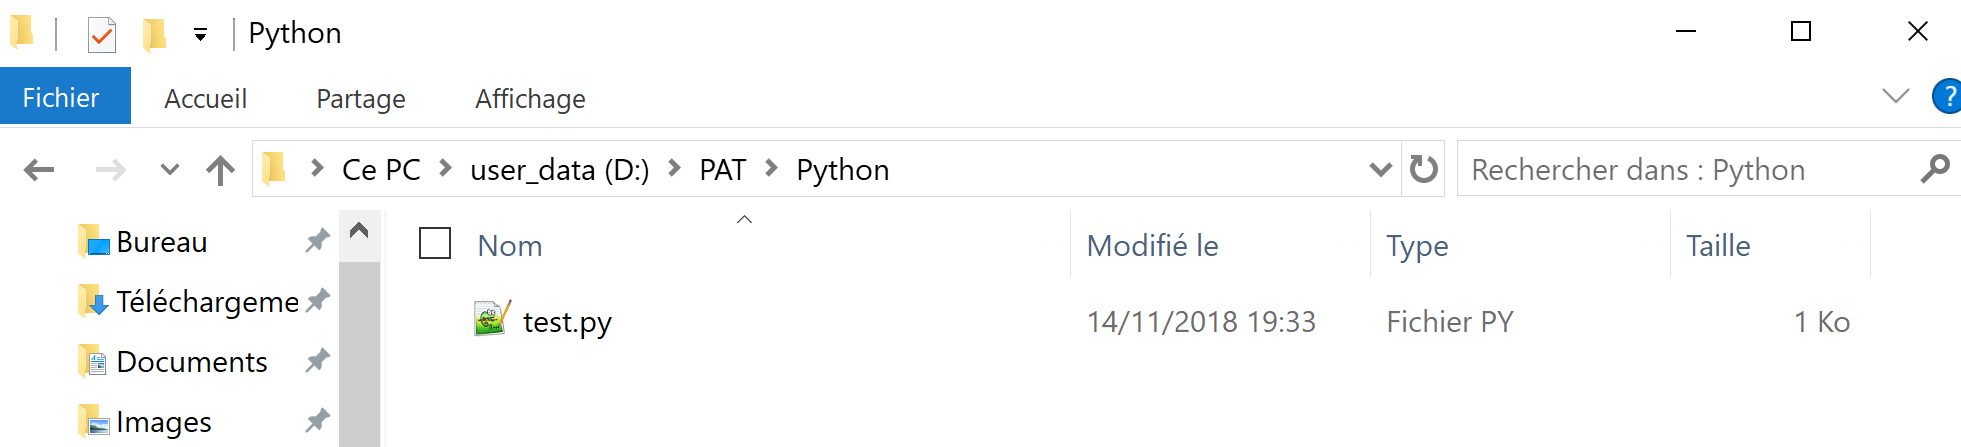 Python
Fichier Accueil Partage Affichage ?
Ce PC user_data (D:) PAT Python Rechercher dans : Python
Bureau Nom Modifié le Type Taille
Téléchargeme test.py 14/11/2018 19:33 Fichier PY 1 Ko
Documents
Images